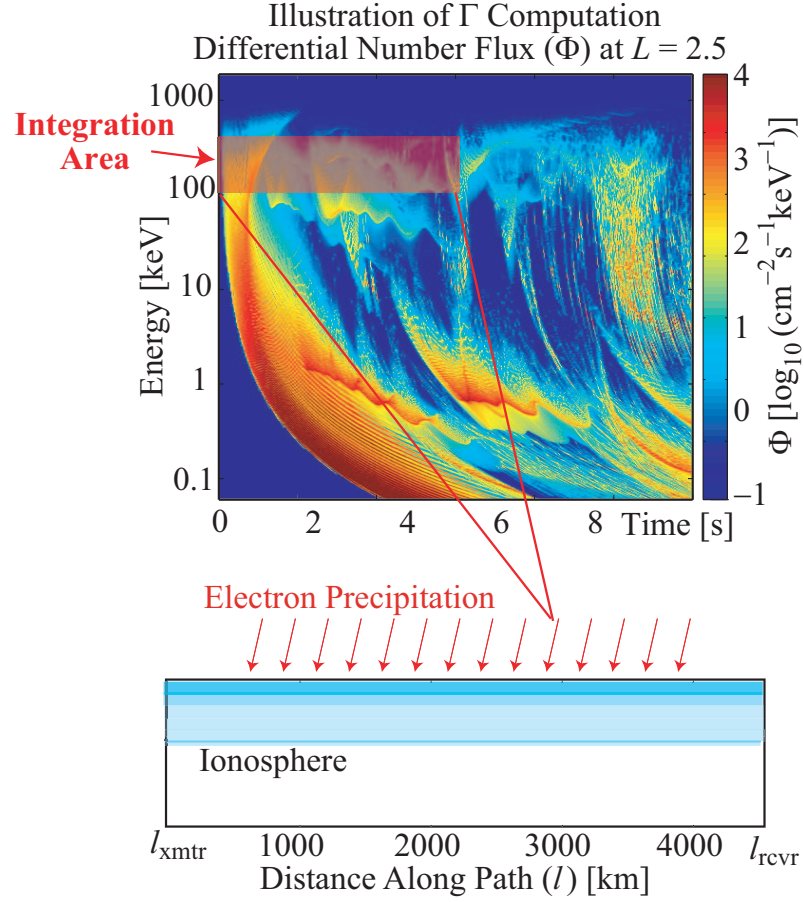 Illustration of Γ Computation
Differential Number Flux (Φ) at L = 2.5
Integration
Area
Energy [keV]
1000
100
10
1
0.1
0
2
4
6
8
Time [s]
4
3
2
1
0
−1
Φ [log₁₀(cm⁻²s⁻¹keV⁻¹)]
Electron Precipitation
Ionosphere
l_xmtr
1000
2000
3000
4000
l_rcvr
Distance Along Path (l) [km]